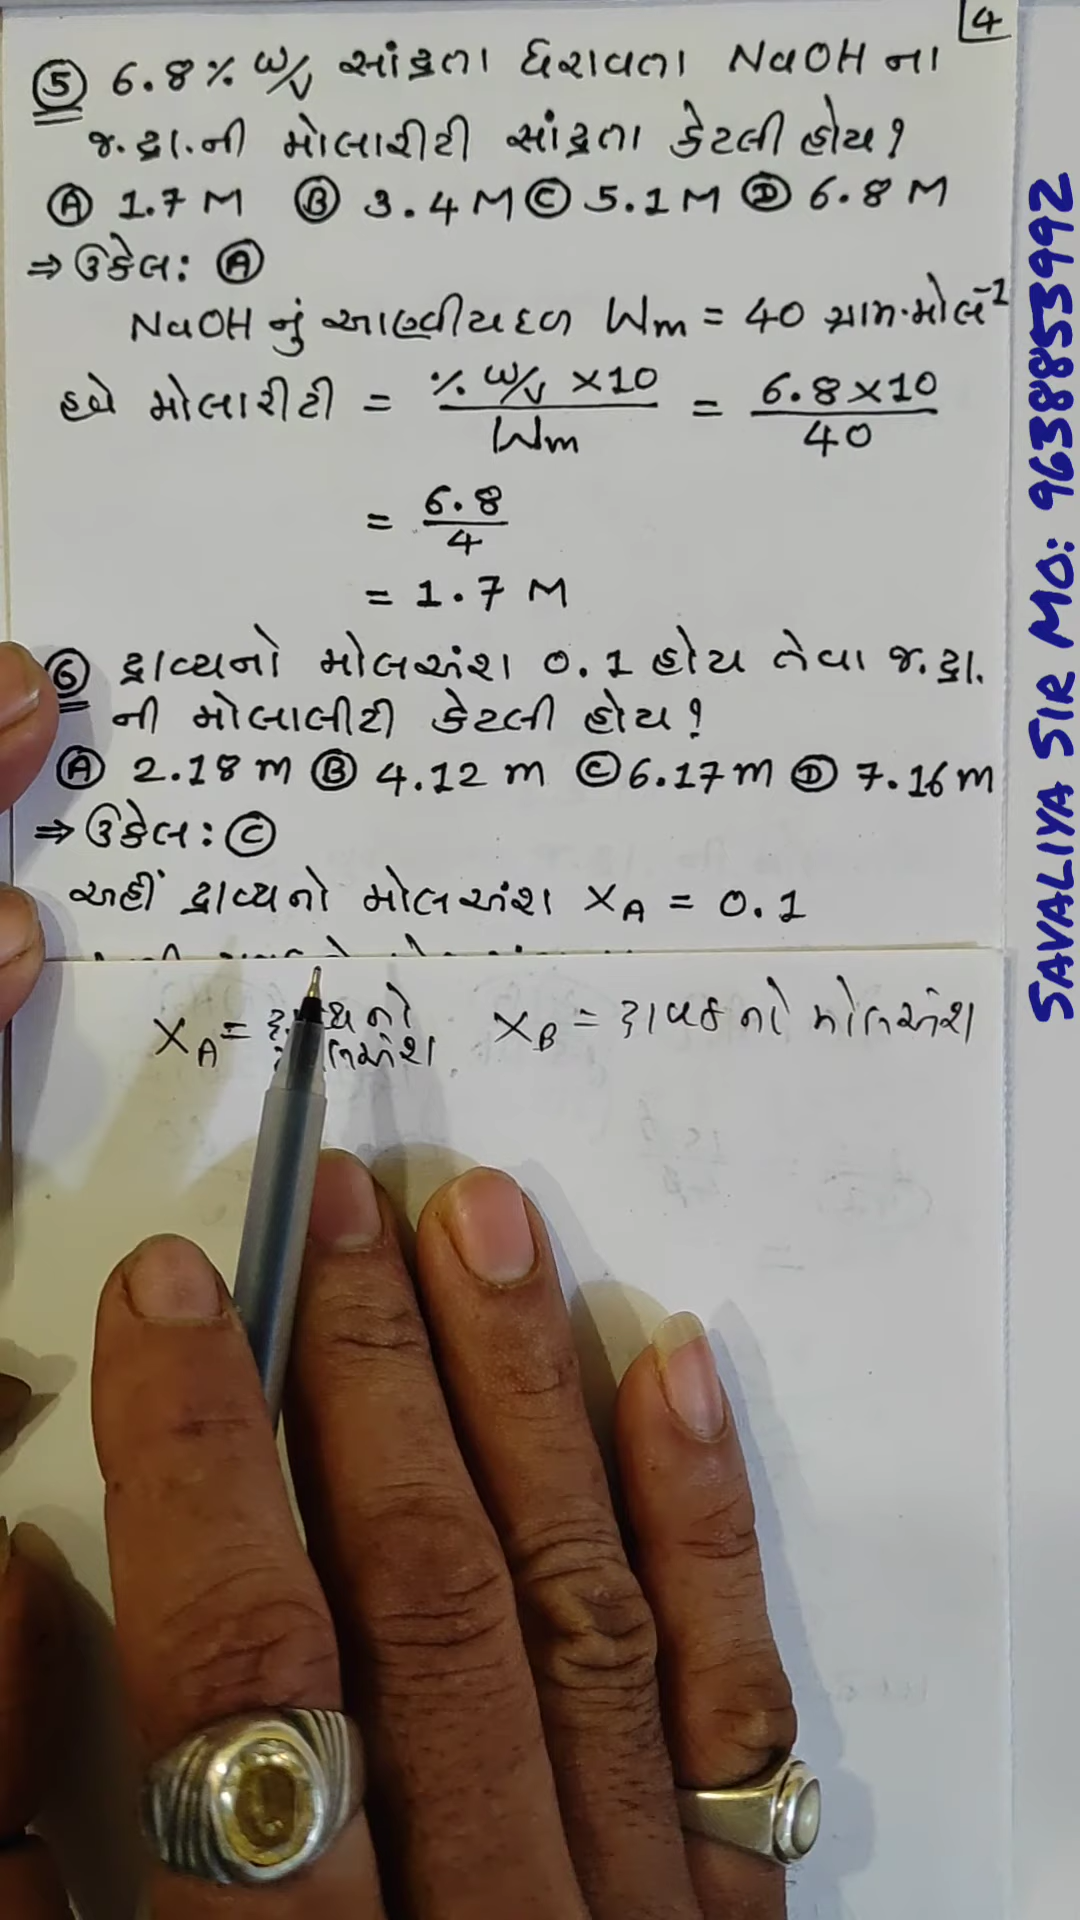 4
5 6.8% w/v સાંદ્રતા ધરાવતા NaOH ના
જ.દ્રા.ની મોલારીટી સાંદ્રતા કેટલી હોય?
A 1.7 M B 3.4 M C 5.1 M D 6.8 M
⇒ ઉકેલ: A
NaOH નું આણ્વીયદળ Wm = 40 ગ્રામ.મોલ⁻¹
હવે મોલારીટી = % w/v ×10 / Wm = 6.8×10 / 40
= 6.8 / 4
= 1.7 M
6 દ્રાવ્યનો મોલઅંશ 0.1 હોય તેવા જ.દ્રા.
ની મોલાલીટી કેટલી હોય?
A 2.18 m B 4.12 m C 6.17 m D 7.16 m
⇒ ઉકેલ: C
અહીં દ્રાવ્યનો મોલઅંશ XA = 0.1
XA = XB = દ્રાવકનો મોલઅંશ
SAVALIYA SIR MO: 9638853992